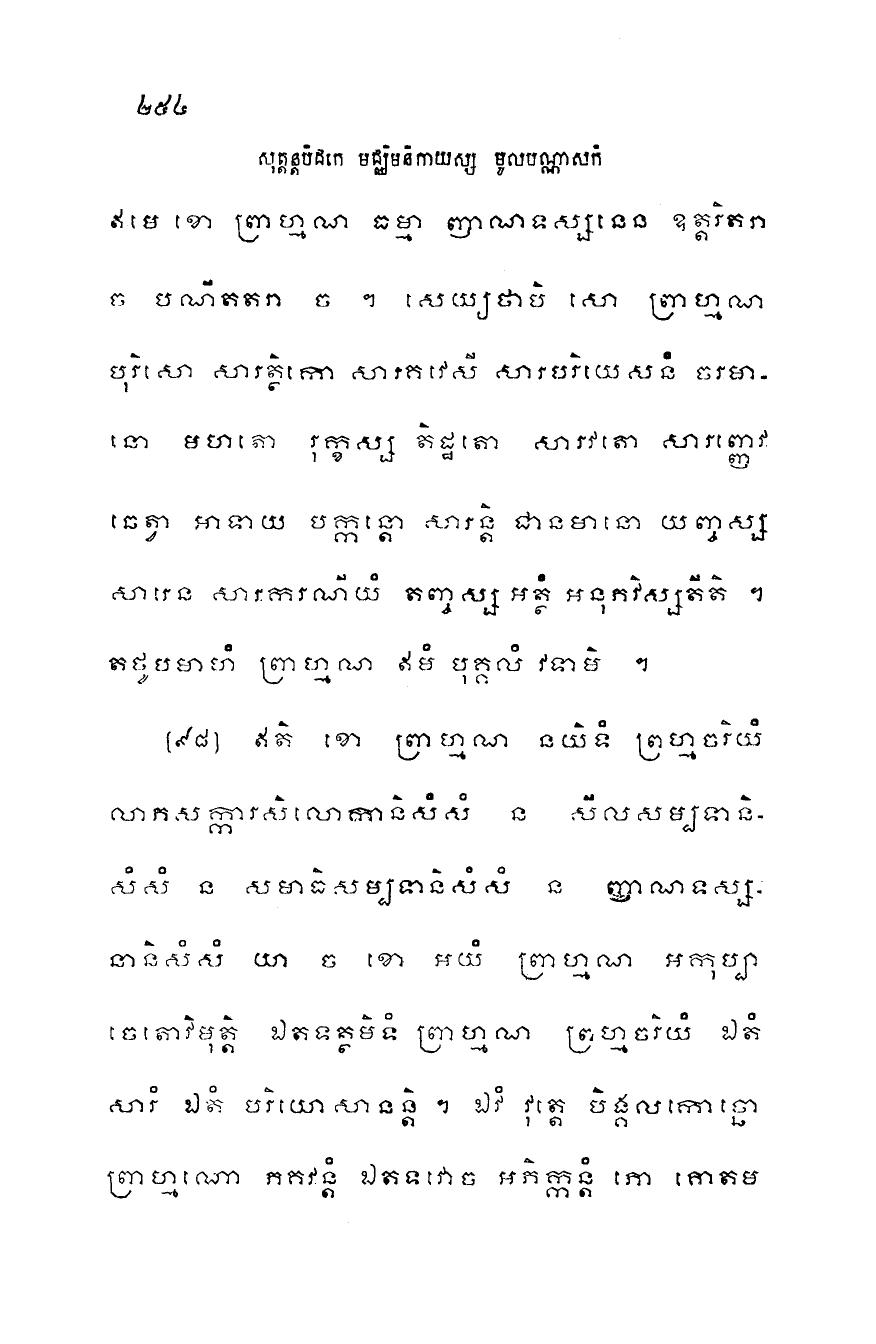 ២៥៤
សុត្តន្តបិដកេ មជ្ឈិមនិកាយស្ស មូលបណ្ណាសកំ
ឥមេ ខោ ព្រាហ្មណ ធម្មា ញាណទស្សនេន ឧត្តរិតរា
ច បណីតតរា ច ។ សេយ្យថាបិ សោ ព្រាហ្មណ
បុរិសោ សារត្ថិកោ សារគវេសី សារបរិយេសនំ ចរមា-
នោ មហតោ រុក្ខស្ស តិដ្ឋតោ សារវតោ សារញ្ញេវ
ឆេត្វា អាទាយ បក្កន្តោ សារន្តិ ជានមានោ យញ្ចស្ស
សារេន សារករណីយំ តញ្ចស្ស អត្ថំ អនុភវិស្សតីតិ ។
តថូបមាហំ ព្រាហ្មណ ឥមំ បុគ្គលំ វទាមិ ។
[៩៨] ឥតិ ខោ ព្រាហ្មណ នយិទំ ព្រហ្មចរិយំ
លាភសក្ការសិលោកានិសំសំ ន សីលសម្បទានិ-
សំសំ ន សមាធិសម្បទានិសំសំ ន ញាណទស្ស-
នានិសំសំ យា ច ខោ អយំ ព្រាហ្មណ អកុប្បា
ចេតោវិមុត្តិ ឯតទត្ថមិទំ ព្រាហ្មណ ព្រហ្មចរិយំ ឯតំ
សារំ ឯតំ បរិយោសានន្តិ ។ ឯវំ វុត្តេ បិង្គលកោច្ឆោ
ព្រាហ្មណោ ភគវន្តំ ឯតទវោច អភិក្កន្តំ ភោ គោតម